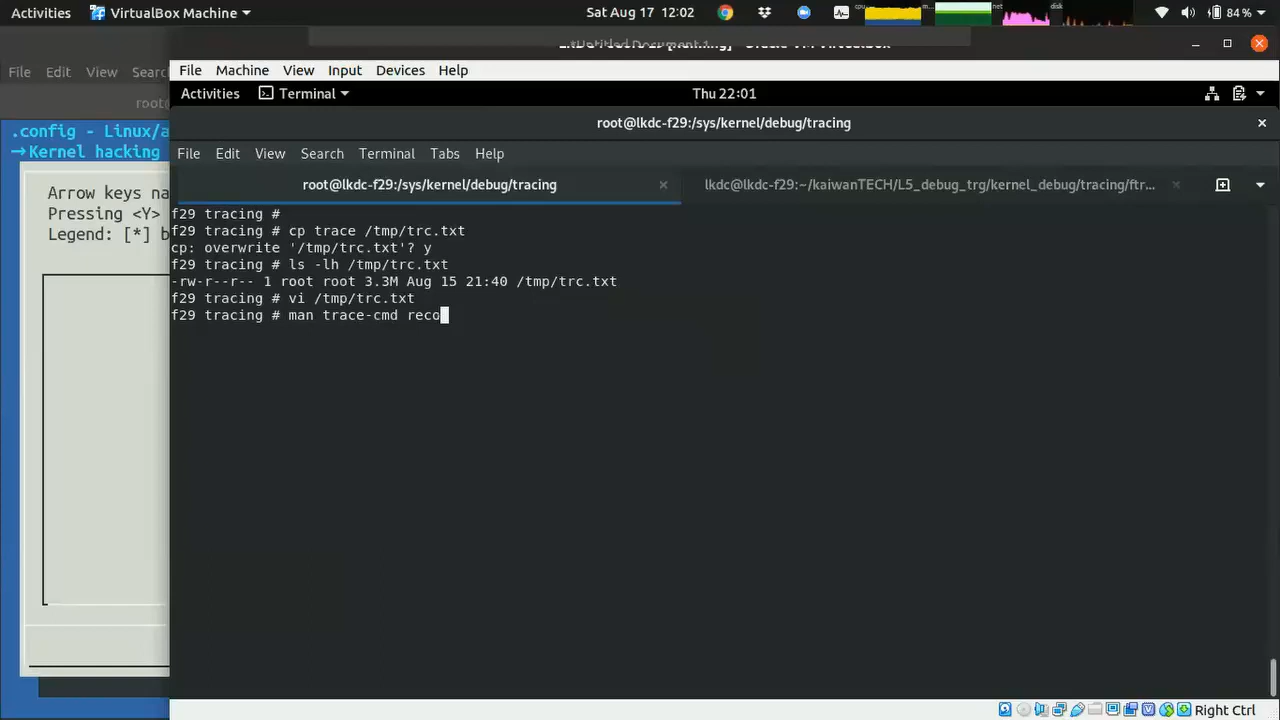 Activities VirtualBox Machine Sat Aug 17 12:02 84 %
*Untitled Document 1
File Edit View Search
File Machine View Input Devices Help
Activities Terminal Thu 22:01
root@lkdc-f29:/sys/kernel/debug/tracing
File Edit View Search Terminal Tabs Help
root@lkdc-f29:/sys/kernel/debug/tracing lkdc@lkdc-f29:~/kaiwanTECH/L5_debug_trg/kernel_debug/tracing/ftr...
f29 tracing #
f29 tracing # cp trace /tmp/trc.txt
cp: overwrite '/tmp/trc.txt'? y
f29 tracing # ls -lh /tmp/trc.txt
-rw-r--r-- 1 root root 3.3M Aug 15 21:40 /tmp/trc.txt
f29 tracing # vi /tmp/trc.txt
f29 tracing # man trace-cmd reco
root@
.config - Linux/a
→Kernel hacking
Arrow keys na
Pressing <Y>
Legend: [*] b
Right Ctrl